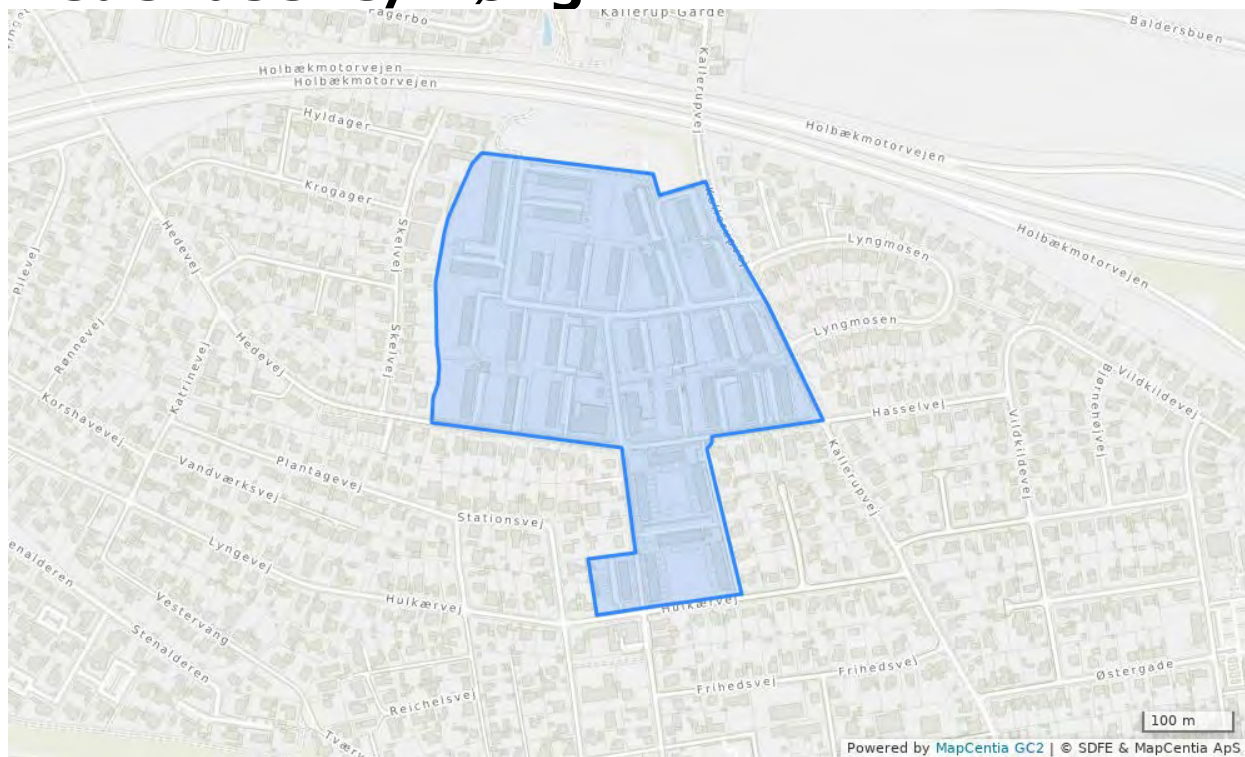 Kallerup Gårde
Fagerbo
Baldersbuen
Holbækmotorvejen
Holbækmotorvejen
Kallerupvej
Hyldager
Holbækmotorvejen
Krogager
Kallerupvej
Hedevej
Skelvej
Lyngmosen
Holbækmotorvejen
Pilevej
Rønnevej
Lyngmosen
Skelvej
Hedevej
Katrinevej
Bjørnehøjvej
Vildkildevej
Korshavevej
Hasselvej
Vildkildevej
Plantagevej
Vandværksvej
Kallerupvej
Stationsvej
Lyngevej
Hulkærvej
Hulkærvej
Vestervang
Stenalderen
Frihedsvej
Østergade
Frihedsvej
Reichelsvej
100 m
Powered by MapCentia GC2 | © SDFE & MapCentia ApS